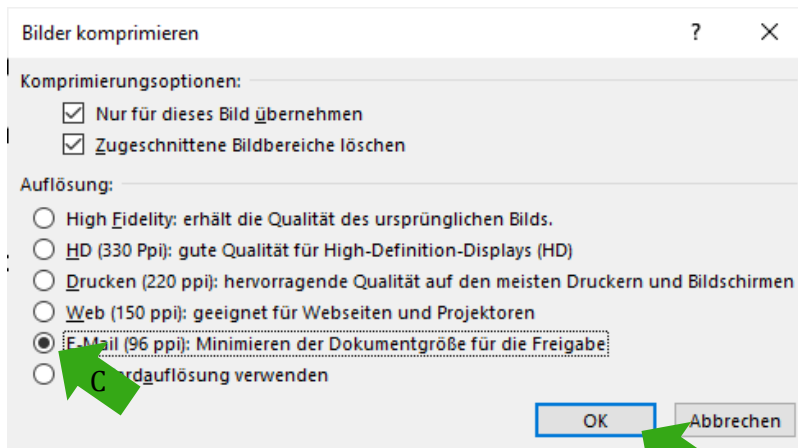 Bilder komprimieren ? ×
Komprimierungsoptionen:
Nur für dieses Bild übernehmen
Zugeschnittene Bildbereiche löschen
Auflösung:
High Fidelity: erhält die Qualität des ursprünglichen Bilds.
HD (330 Ppi): gute Qualität für High-Definition-Displays (HD)
Drucken (220 ppi): hervorragende Qualität auf den meisten Druckern und Bildschirmen
Web (150 ppi): geeignet für Webseiten und Projektoren
E-Mail (96 ppi): Minimieren der Dokumentgröße für die Freigabe
C rdauflösung verwenden
OK Abbrechen